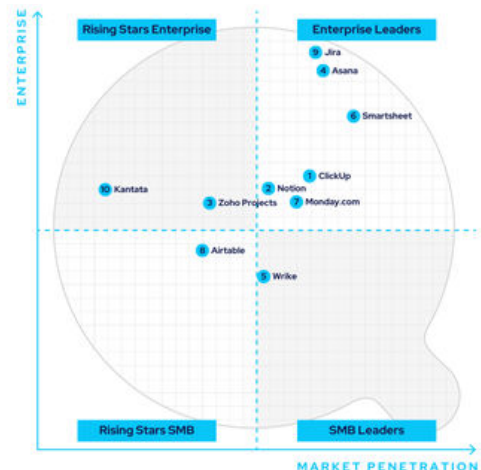 Rising Stars Enterprise
Enterprise Leaders
ENTERPRISE
9 Jira
4 Asana
6 Smartsheet
1 ClickUp
10 Kantata
2 Notion
3 Zoho Projects
7 Monday.com
8 Airtable
5 Wrike
Rising Stars SMB
SMB Leaders
MARKET PENETRATION